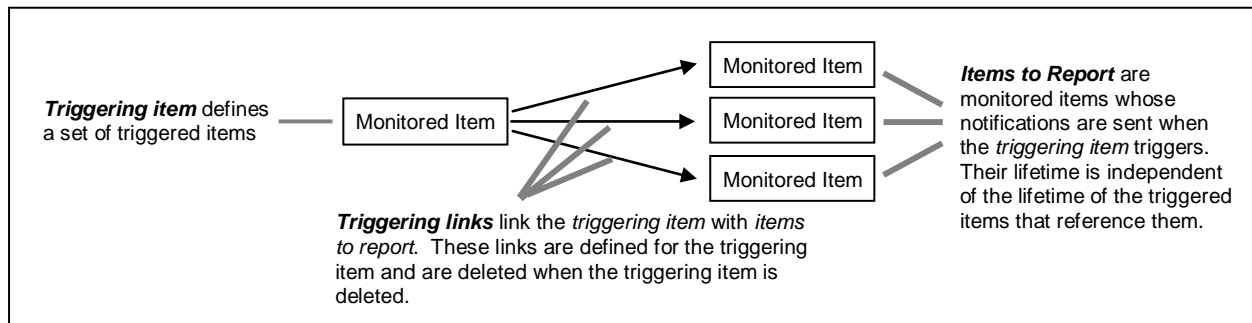 Triggering item defines
a set of triggered items
Monitored Item
Monitored Item
Monitored Item
Monitored Item
Triggering links link the triggering item with items
to report. These links are defined for the triggering
item and are deleted when the triggering item is
deleted.
Items to Report are
monitored items whose
notifications are sent when
the triggering item triggers.
Their lifetime is independent
of the lifetime of the triggered
items that reference them.